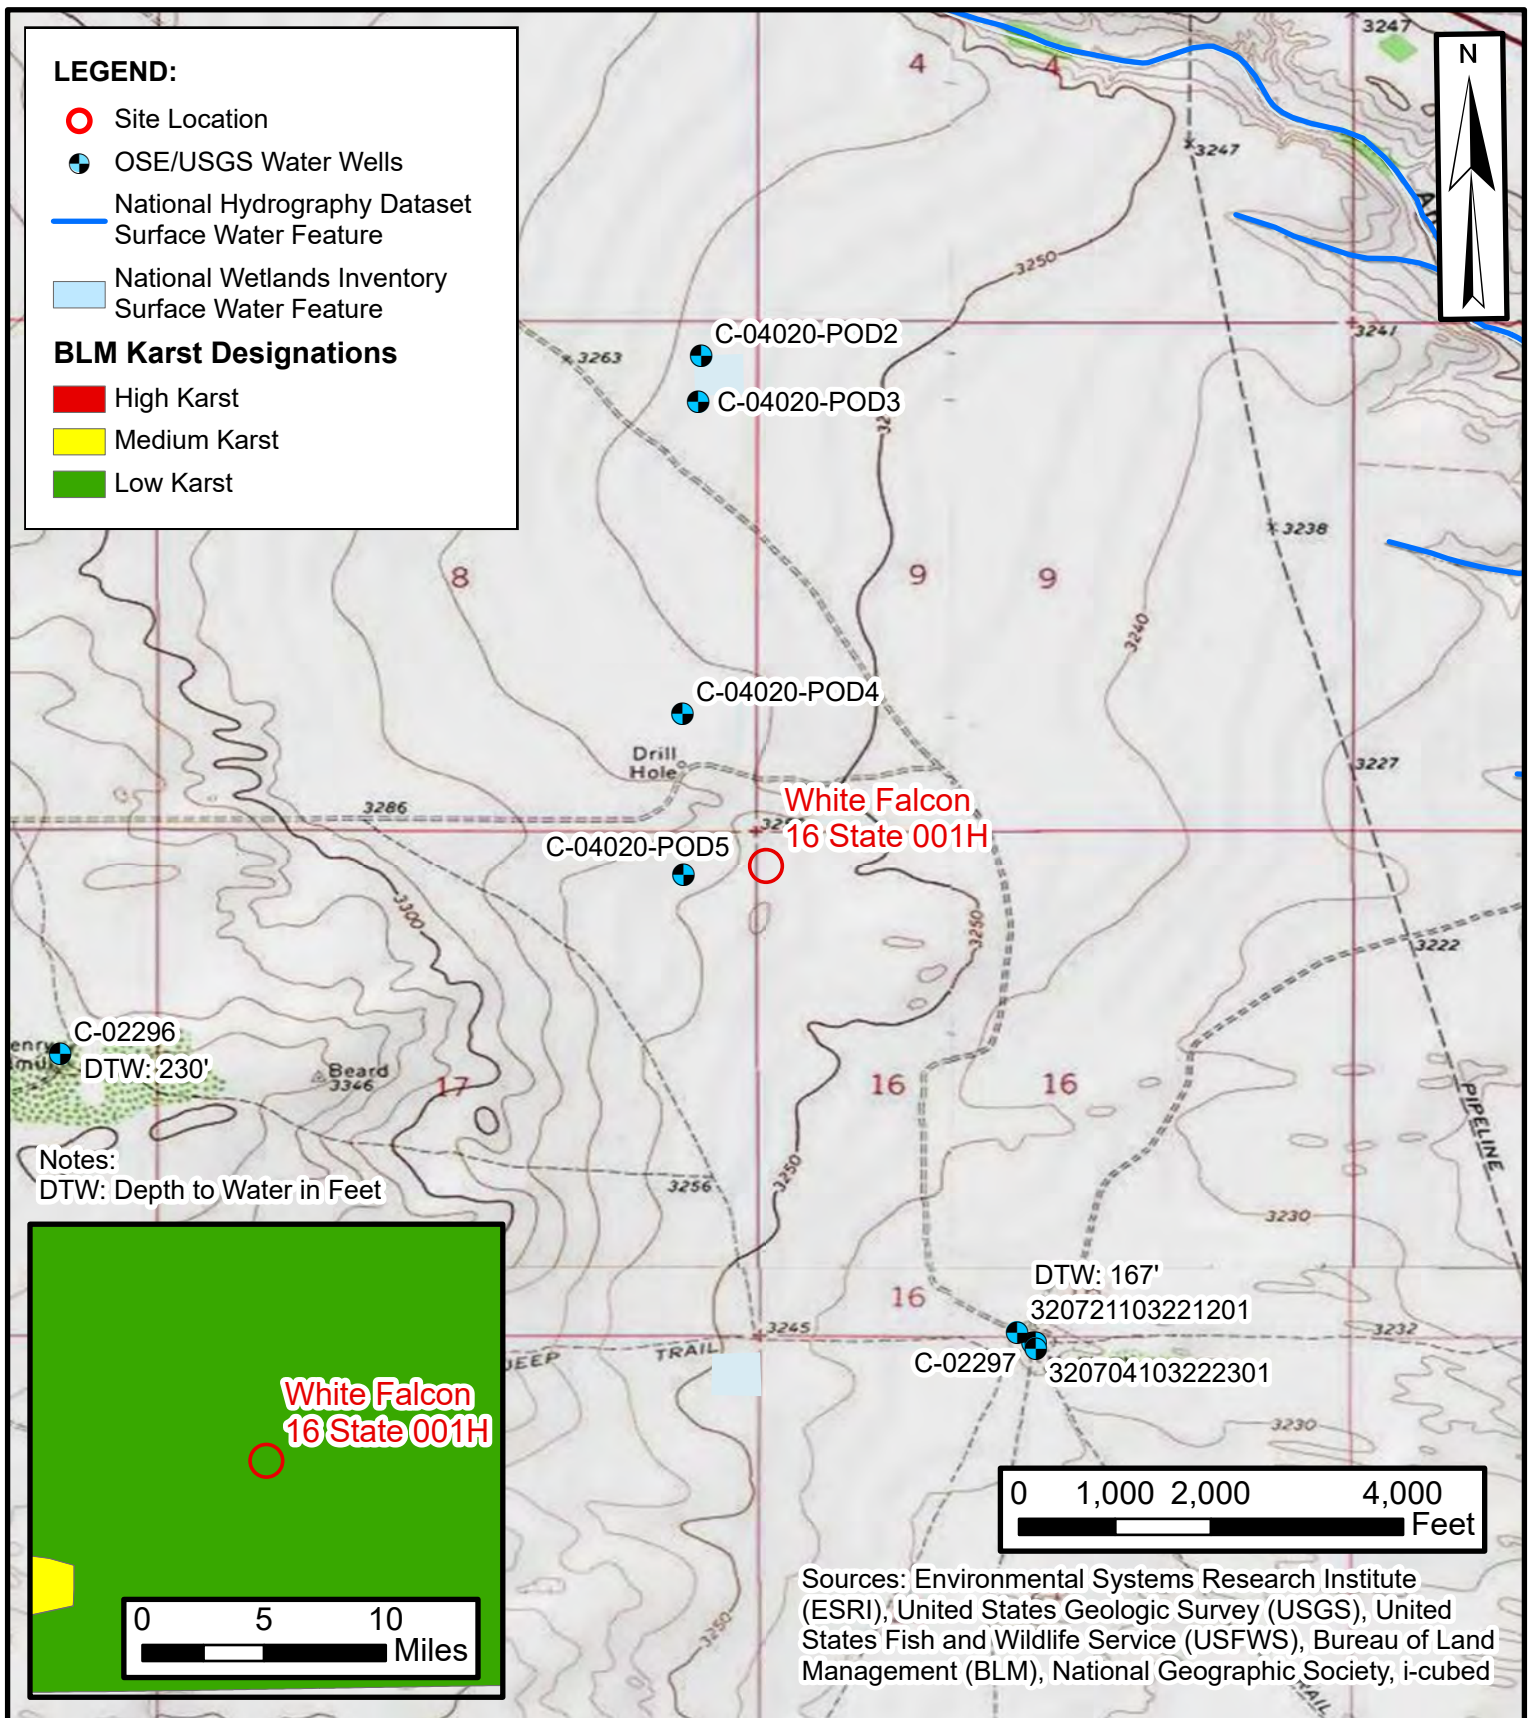 LEGEND:
Site Location
OSE/USGS Water Wells
National Hydrography Dataset
Surface Water Feature
National Wetlands Inventory
Surface Water Feature
BLM Karst Designations
High Karst
Medium Karst
Low Karst
N
4
4
3247
3247
3250
3241
3263
C-04020-POD2
C-04020-POD3
3238
8
9
9
3240
C-04020-POD4
Drill
Hole
3227
3286
White Falcon
16 State 001H
C-04020-POD5
3300
3250
3222
C-02296
DTW: 230'
Beard
3346
17
16
16
PIPELINE
Notes:
DTW: Depth to Water in Feet
3256
3250
3230
DTW: 167'
320721103221201
16
3245
3232
JEEP
TRAIL
C-02297
320704103222301
3230
White Falcon
16 State 001H
0
1,000
2,000
4,000
Feet
0
5
10
Miles
3250
Sources: Environmental Systems Research Institute
(ESRI), United States Geologic Survey (USGS), United
States Fish and Wildlife Service (USFWS), Bureau of Land
Management (BLM), National Geographic Society, i-cubed